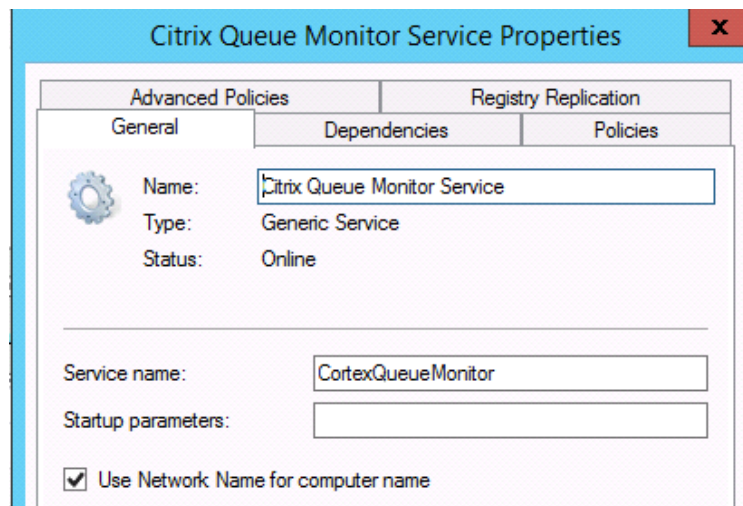 Citrix Queue Monitor Service Properties
x
Advanced Policies
Registry Replication
General
Dependencies
Policies
Name: Citrix Queue Monitor Service
Type: Generic Service
Status: Online
Service name: CortexQueueMonitor
Startup parameters:
Use Network Name for computer name